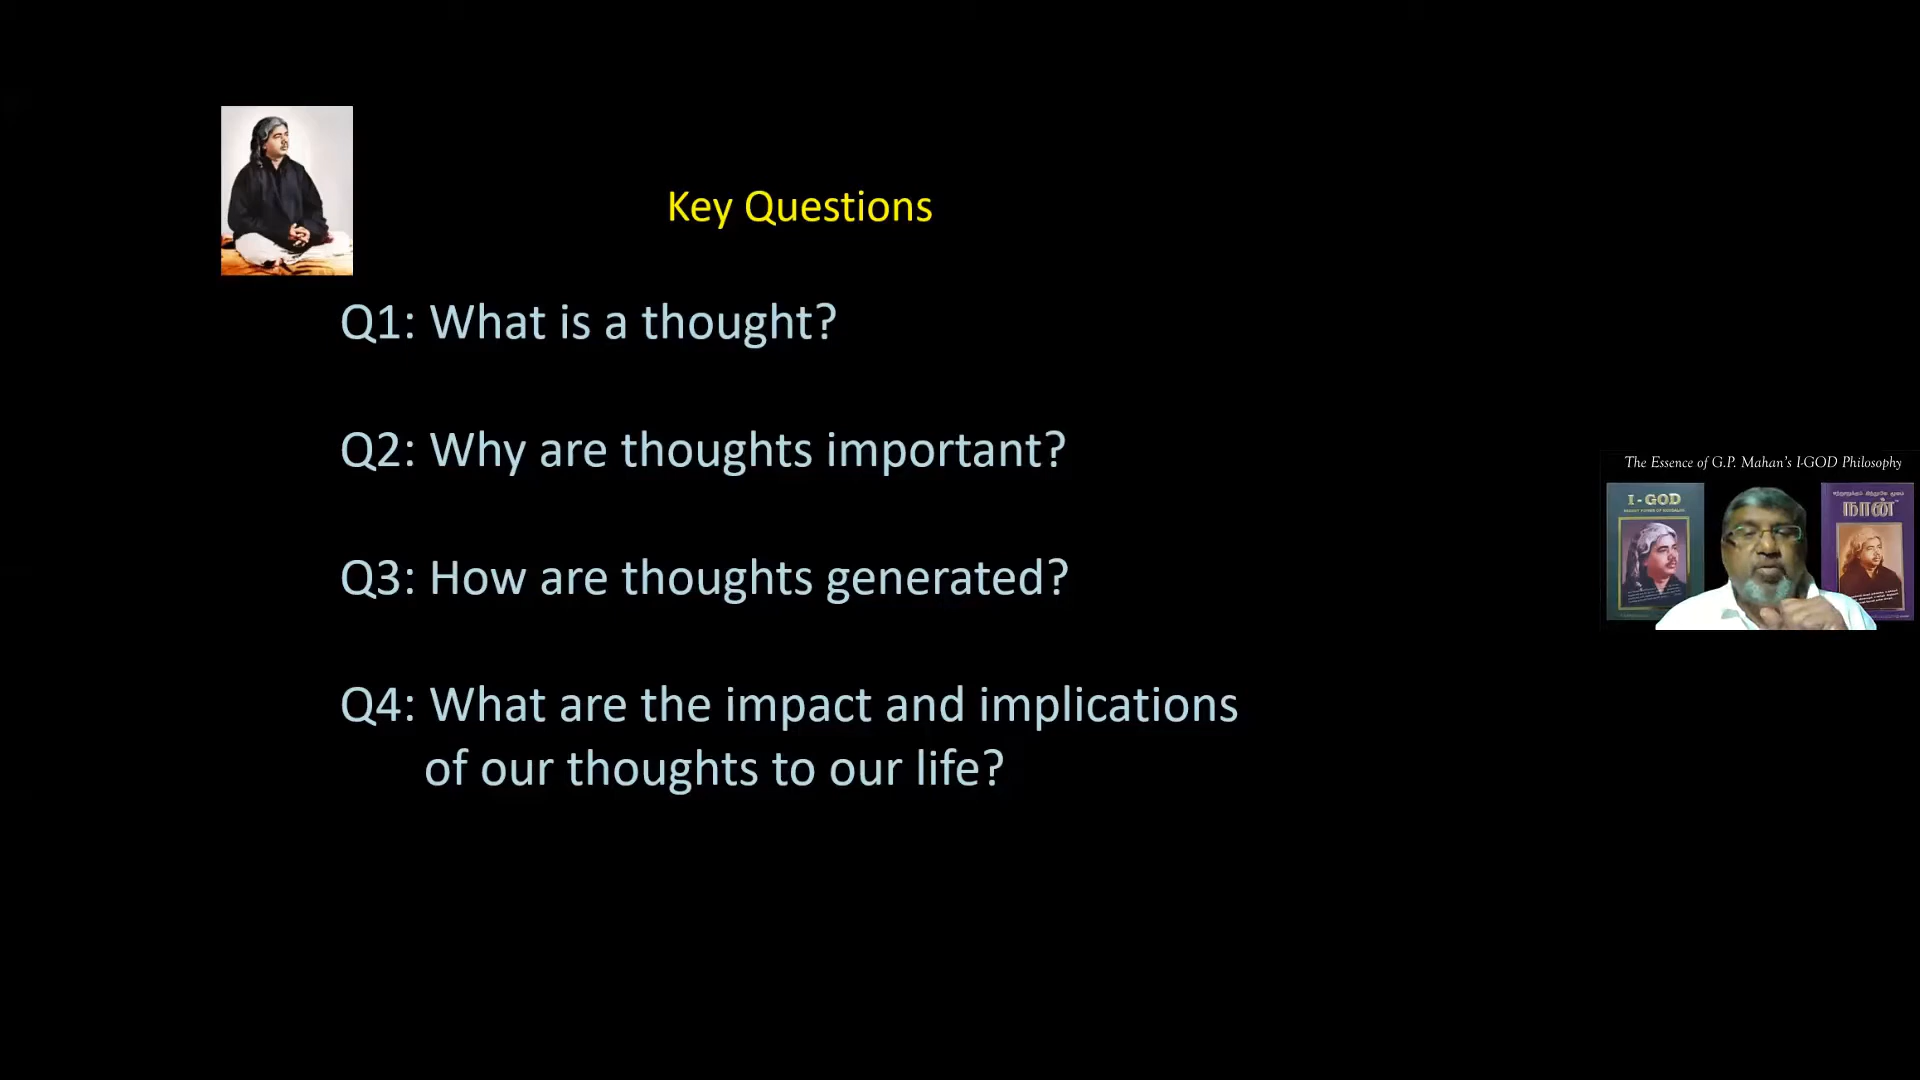 Key Questions
Q1: What is a thought?
Q2: Why are thoughts important?
Q3: How are thoughts generated?
Q4: What are the impact and implications
of our thoughts to our life?
The Essence of G.P. Mahan's I-GOD Philosophy
I-GOD
நான்